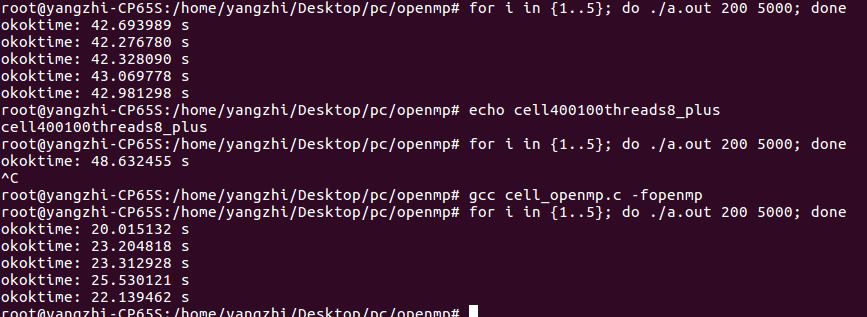 root@yangzhi-CP65S:/home/yangzhi/Desktop/pc/openmp# for i in {1..5}; do ./a.out 200 5000; done
okoktime: 42.693989 s
okoktime: 42.276780 s
okoktime: 42.328090 s
okoktime: 43.069778 s
okoktime: 42.981298 s
root@yangzhi-CP65S:/home/yangzhi/Desktop/pc/openmp# echo cell400100threads8_plus
cell400100threads8_plus
root@yangzhi-CP65S:/home/yangzhi/Desktop/pc/openmp# for i in {1..5}; do ./a.out 200 5000; done
okoktime: 48.632455 s
^C
root@yangzhi-CP65S:/home/yangzhi/Desktop/pc/openmp# gcc cell_openmp.c -fopenmp
root@yangzhi-CP65S:/home/yangzhi/Desktop/pc/openmp# for i in {1..5}; do ./a.out 200 5000; done
okoktime: 20.015132 s
okoktime: 23.204818 s
okoktime: 23.312928 s
okoktime: 25.530121 s
okoktime: 22.139462 s
root@yangzhi-CP65S:/home/yangzhi/Desktop/pc/openmp#